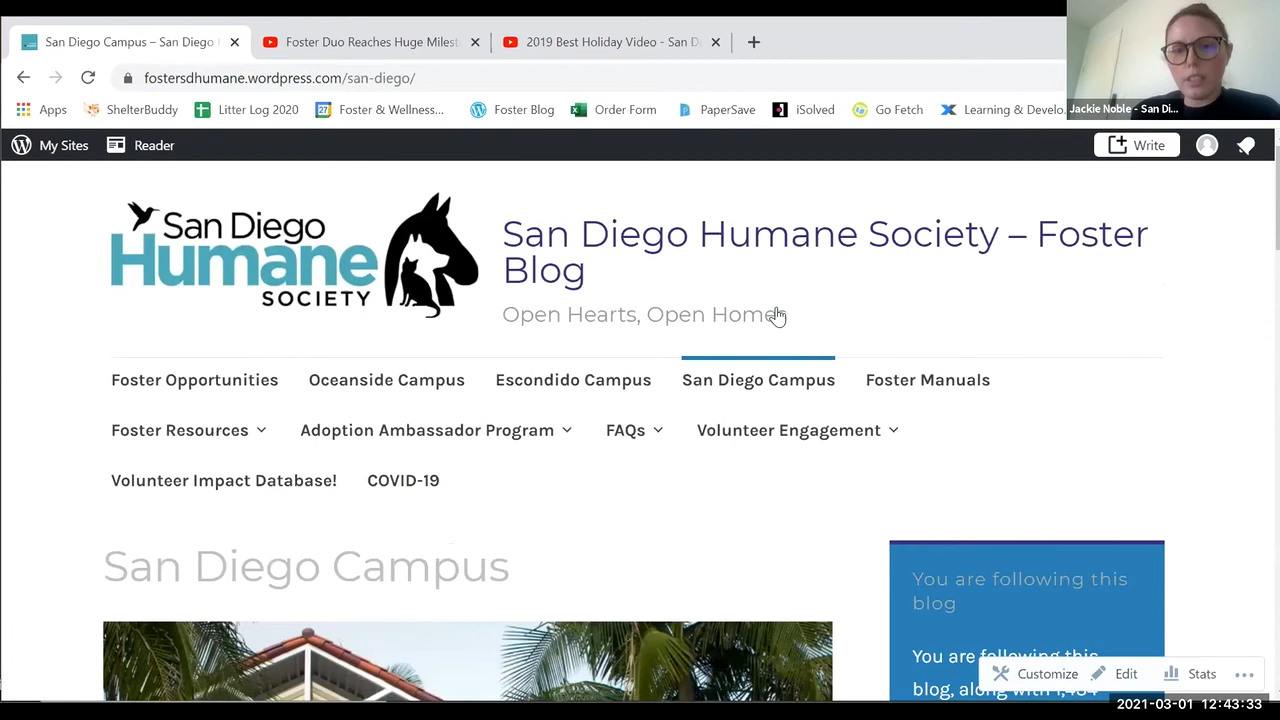 San Diego Campus – San Diego
Foster Duo Reaches Huge Milest
2019 Best Holiday Video - San D
fostersdhumane.wordpress.com/san-diego/
Apps
ShelterBuddy
Litter Log 2020
27
Foster & Wellness...
Foster Blog
Order Form
PaperSave
iSolved
Go Fetch
Learning & Develo
Jackie Noble - San Di...
My Sites
Reader
Write
San Diego
Humane
SOCIETY
San Diego Humane Society – Foster
Blog
Open Hearts, Open Homes
Foster Opportunities
Oceanside Campus
Escondido Campus
San Diego Campus
Foster Manuals
Foster Resources
Adoption Ambassador Program
FAQs
Volunteer Engagement
Volunteer Impact Database!
COVID-19
San Diego Campus
You are following this
blog
You are following this
blog, along with
Customize
Edit
Stats
2021-03-01 12:43:33